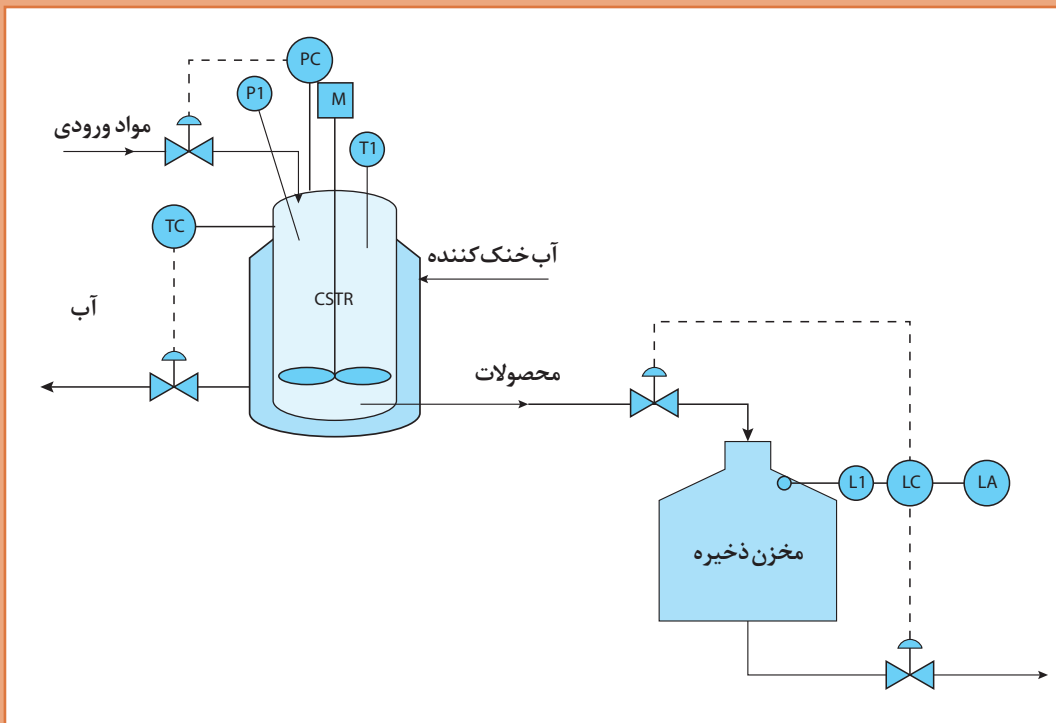 PC
P1
M
مواد ورودی
T1
TC
آب خنک کننده
CSTR
آب
محصولات
L1
LC
LA
مخزن ذخیره